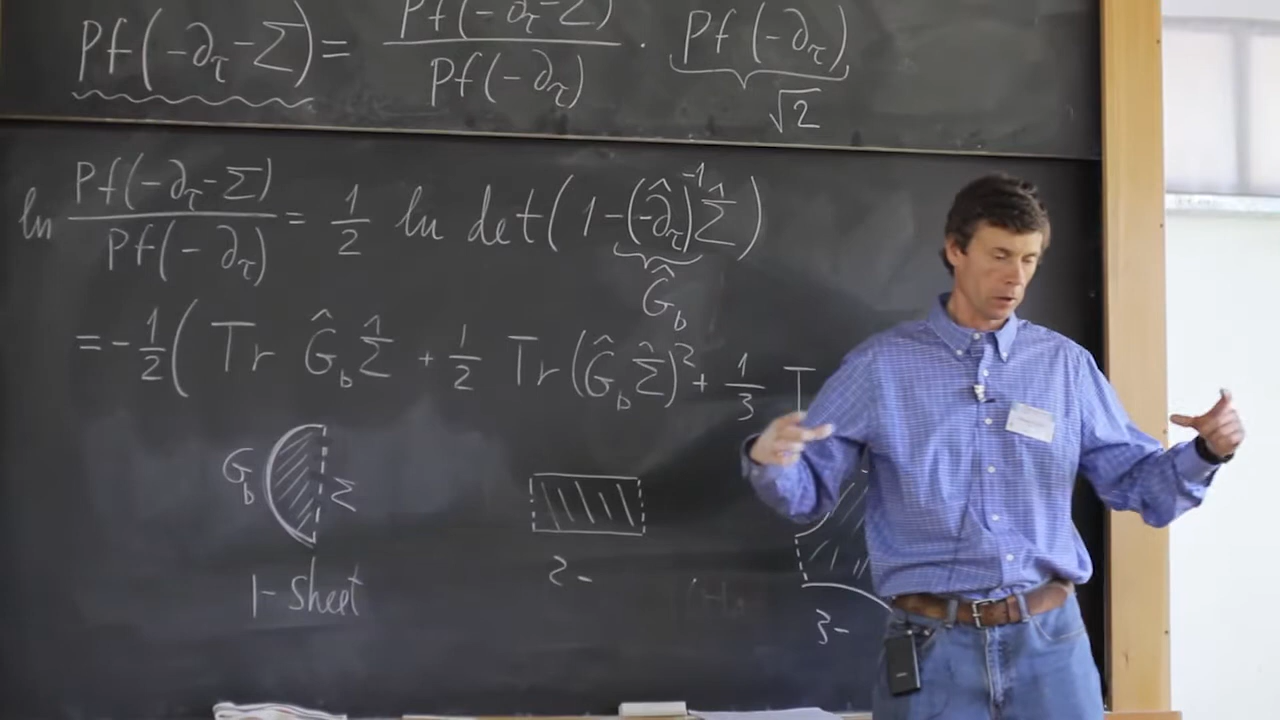 Pf(-∂τ-Σ) = Pf(-∂τ-Σ) / Pf(-∂τ) · Pf(-∂τ)
√2
ln Pf(-∂τ-Σ) / Pf(-∂τ) = 1/2 ln det(1-(-∂̂τ)⁻¹Σ̂)
Ĝb
= -1/2( Tr ĜbΣ̂ + 1/2 Tr(ĜbΣ̂)² + 1/3 T
Gb Σ
1-sheet
2-
3-